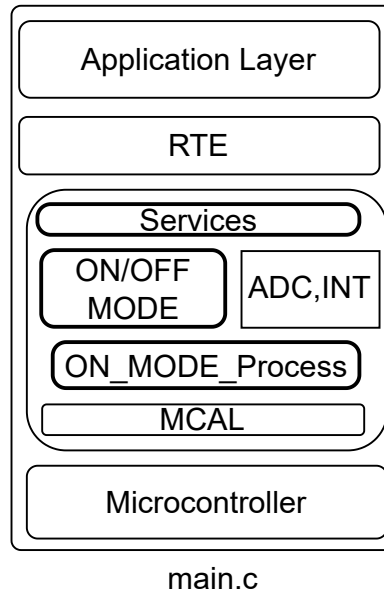 Application Layer
RTE
Services
ON/OFF
MODE
ADC,INT
ON_MODE_Process
MCAL
Microcontroller
main.c